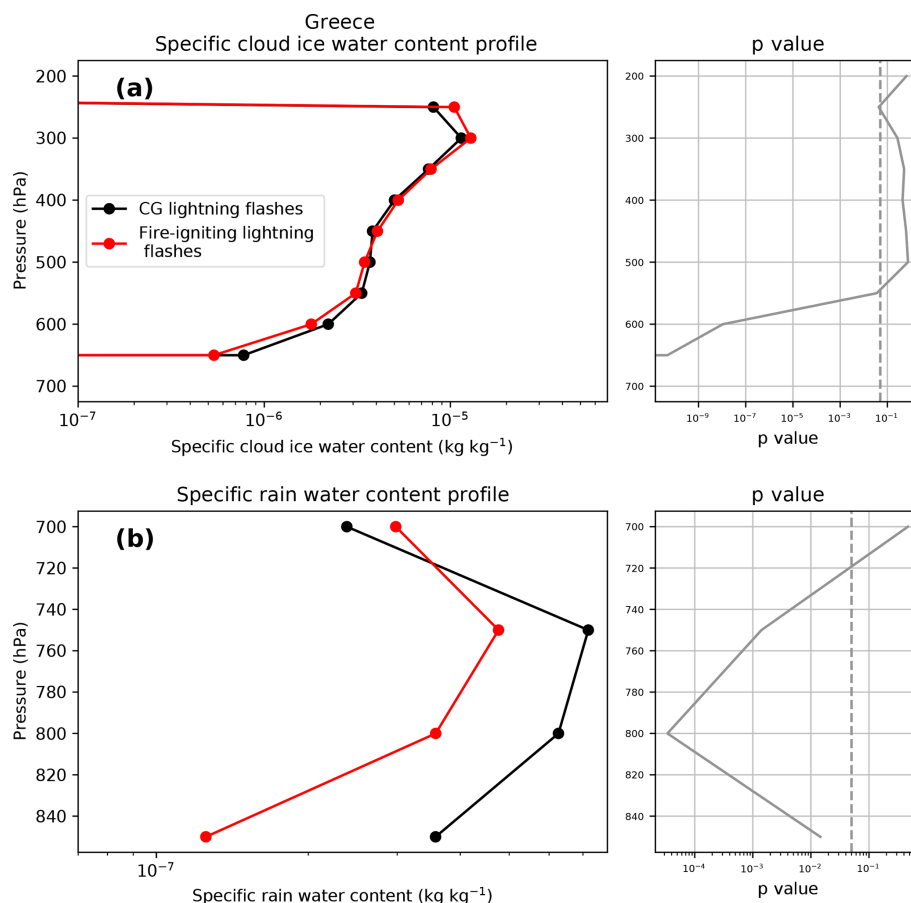 Greece
Specific cloud ice water content profile
p value
(a)
200
300
400
500
600
700
Pressure (hPa)
CG lightning flashes
Fire-igniting lightning
flashes
10⁻⁷
10⁻⁶
10⁻⁵
Specific cloud ice water content (kg kg⁻¹)
200
300
400
500
600
700
10⁻⁹
10⁻⁷
10⁻⁵
10⁻³
10⁻¹
p value
Specific rain water content profile
p value
(b)
700
720
740
760
780
800
820
840
Pressure (hPa)
10⁻⁷
Specific rain water content (kg kg⁻¹)
700
720
740
760
780
800
820
840
10⁻⁴
10⁻³
10⁻²
10⁻¹
p value